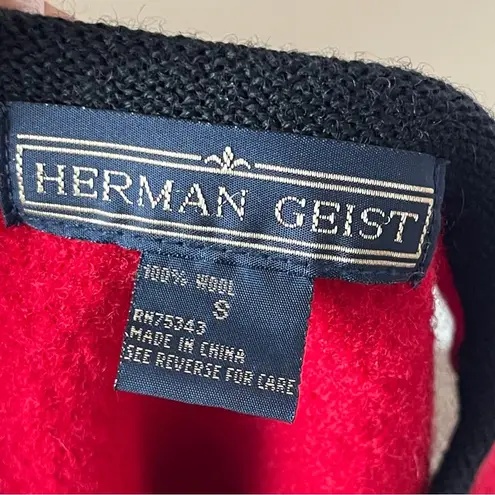 HERMAN GEIST
100% WOOL
S
RN75343
MADE IN CHINA
SEE REVERSE FOR CARE